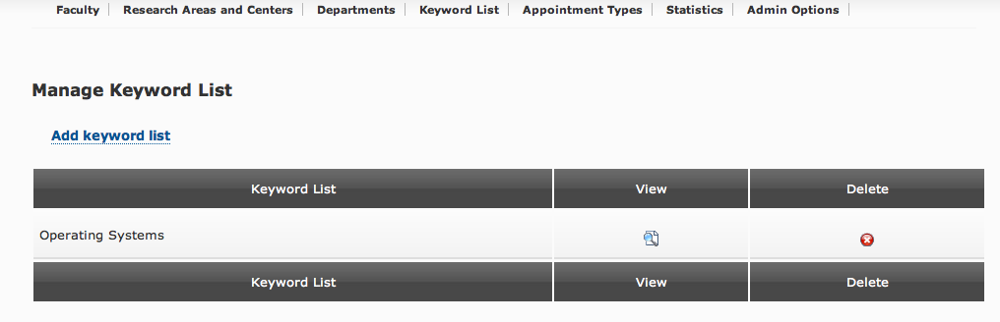 Faculty Research Areas and Centers Departments Keyword List Appointment Types Statistics Admin Options
Manage Keyword List
Add keyword list
Keyword List View Delete
Operating Systems
Keyword List View Delete